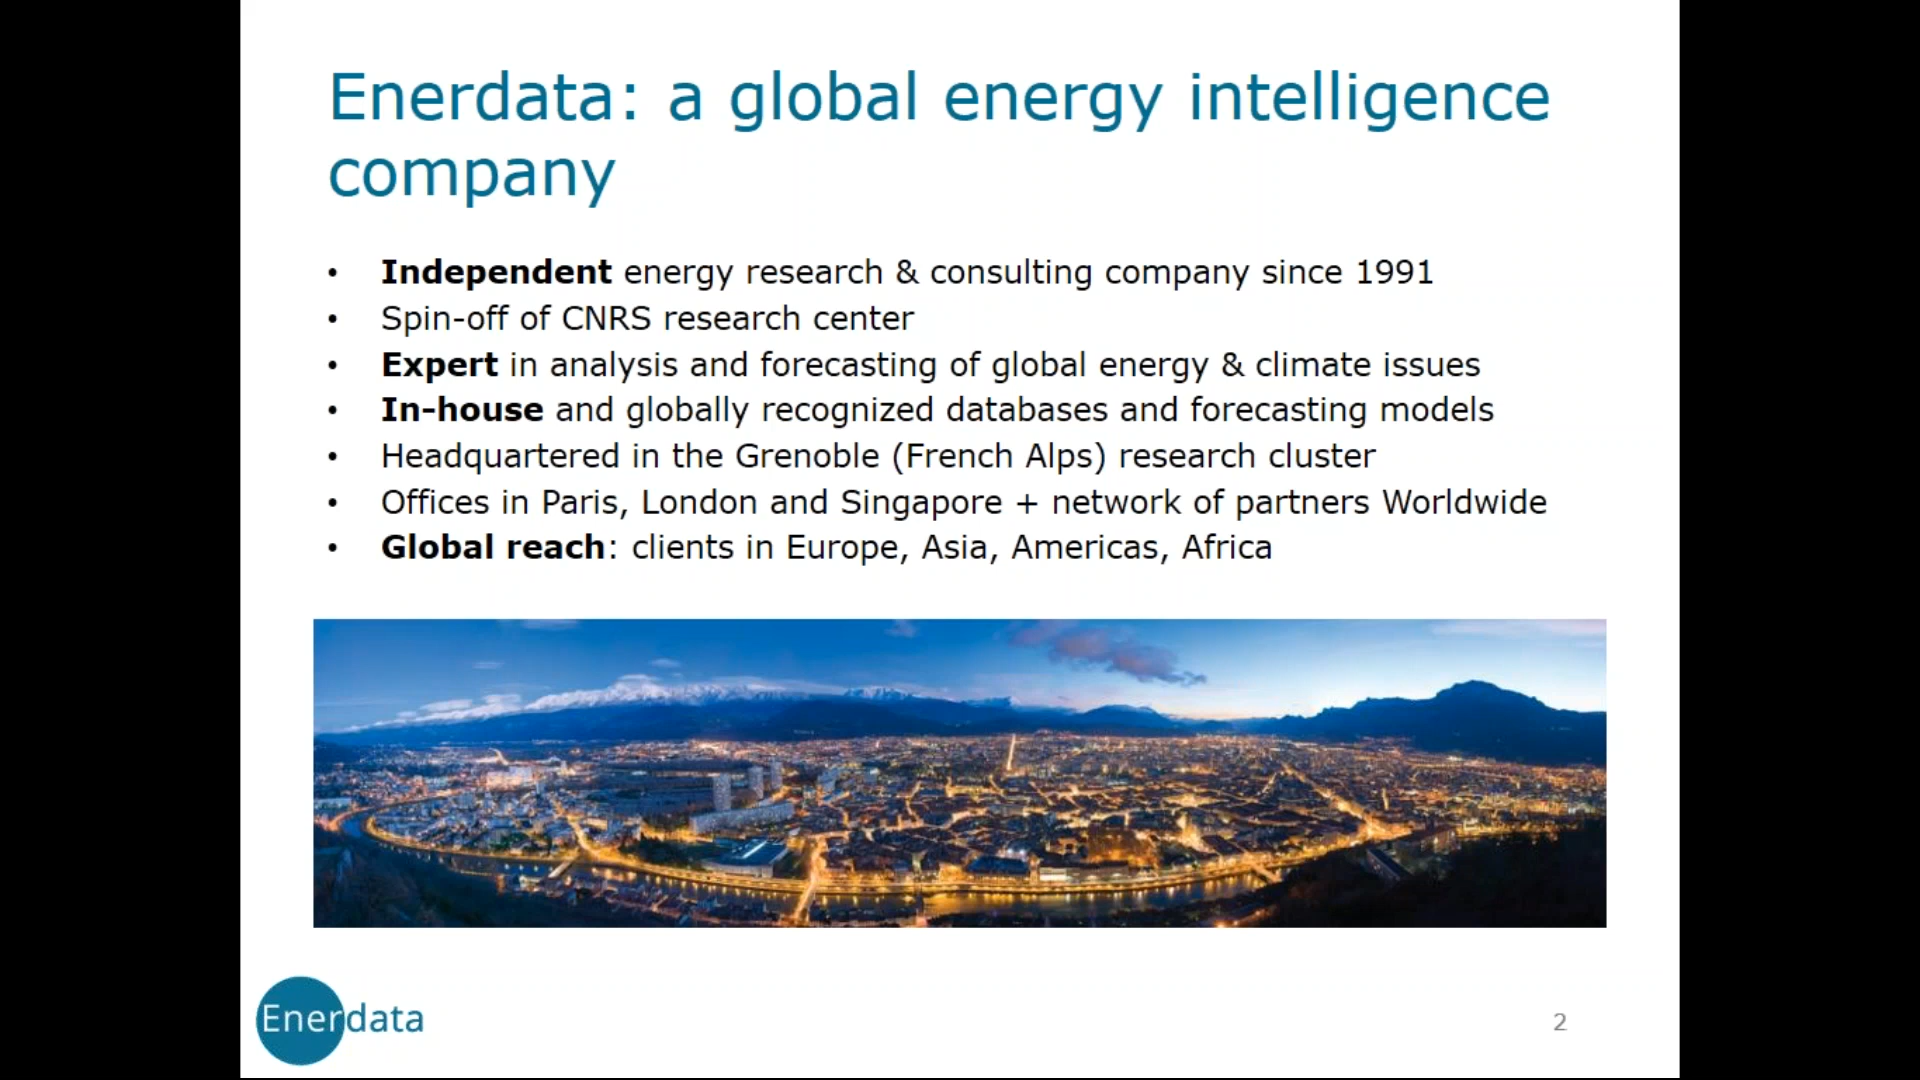 Enerdata: a global energy intelligence
company
• Independent energy research & consulting company since 1991
• Spin-off of CNRS research center
• Expert in analysis and forecasting of global energy & climate issues
• In-house and globally recognized databases and forecasting models
• Headquartered in the Grenoble (French Alps) research cluster
• Offices in Paris, London and Singapore + network of partners Worldwide
• Global reach: clients in Europe, Asia, Americas, Africa
Enerdata
2